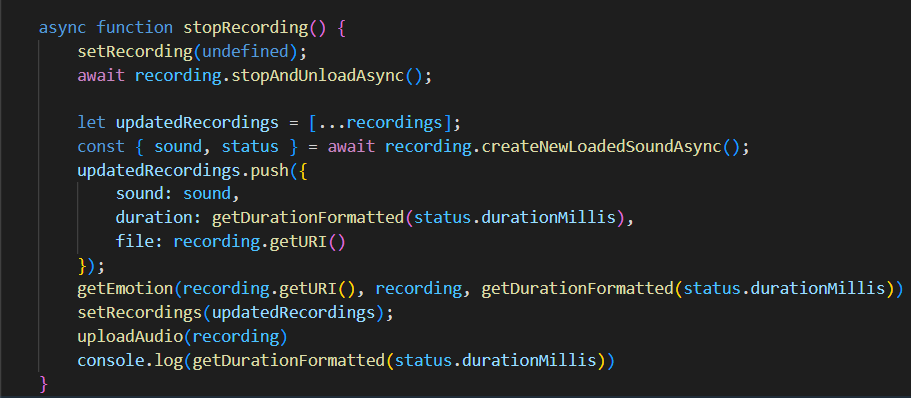 async function stopRecording() {
    setRecording(undefined);
    await recording.stopAndUnloadAsync();

    let updatedRecordings = [...recordings];
    const { sound, status } = await recording.createNewLoadedSoundAsync();
    updatedRecordings.push({
        sound: sound,
        duration: getDurationFormatted(status.durationMillis),
        file: recording.getURI()
    });
    getEmotion(recording.getURI(), recording, getDurationFormatted(status.durationMillis))
    setRecordings(updatedRecordings);
    uploadAudio(recording)
    console.log(getDurationFormatted(status.durationMillis))
}